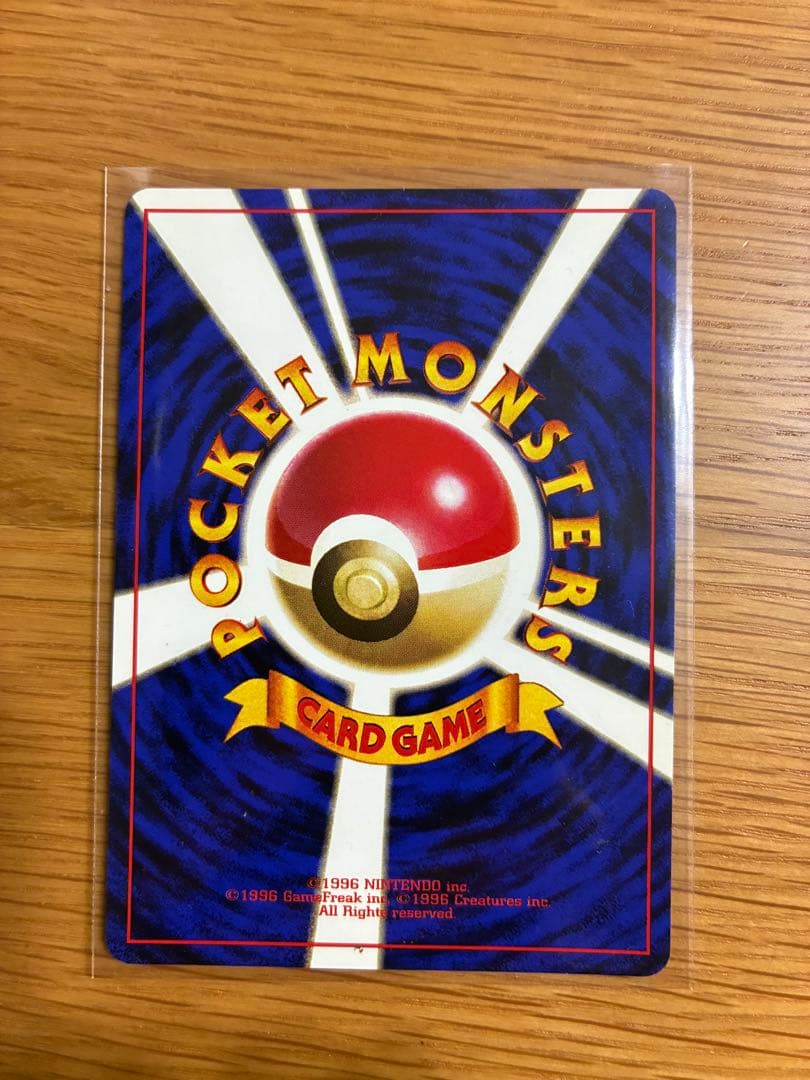 POCKET MONSTERS
CARD GAME
©1996 NINTENDO inc.
©1996 GameFreak inc. ©1996 Creatures inc.
All Rights reserved